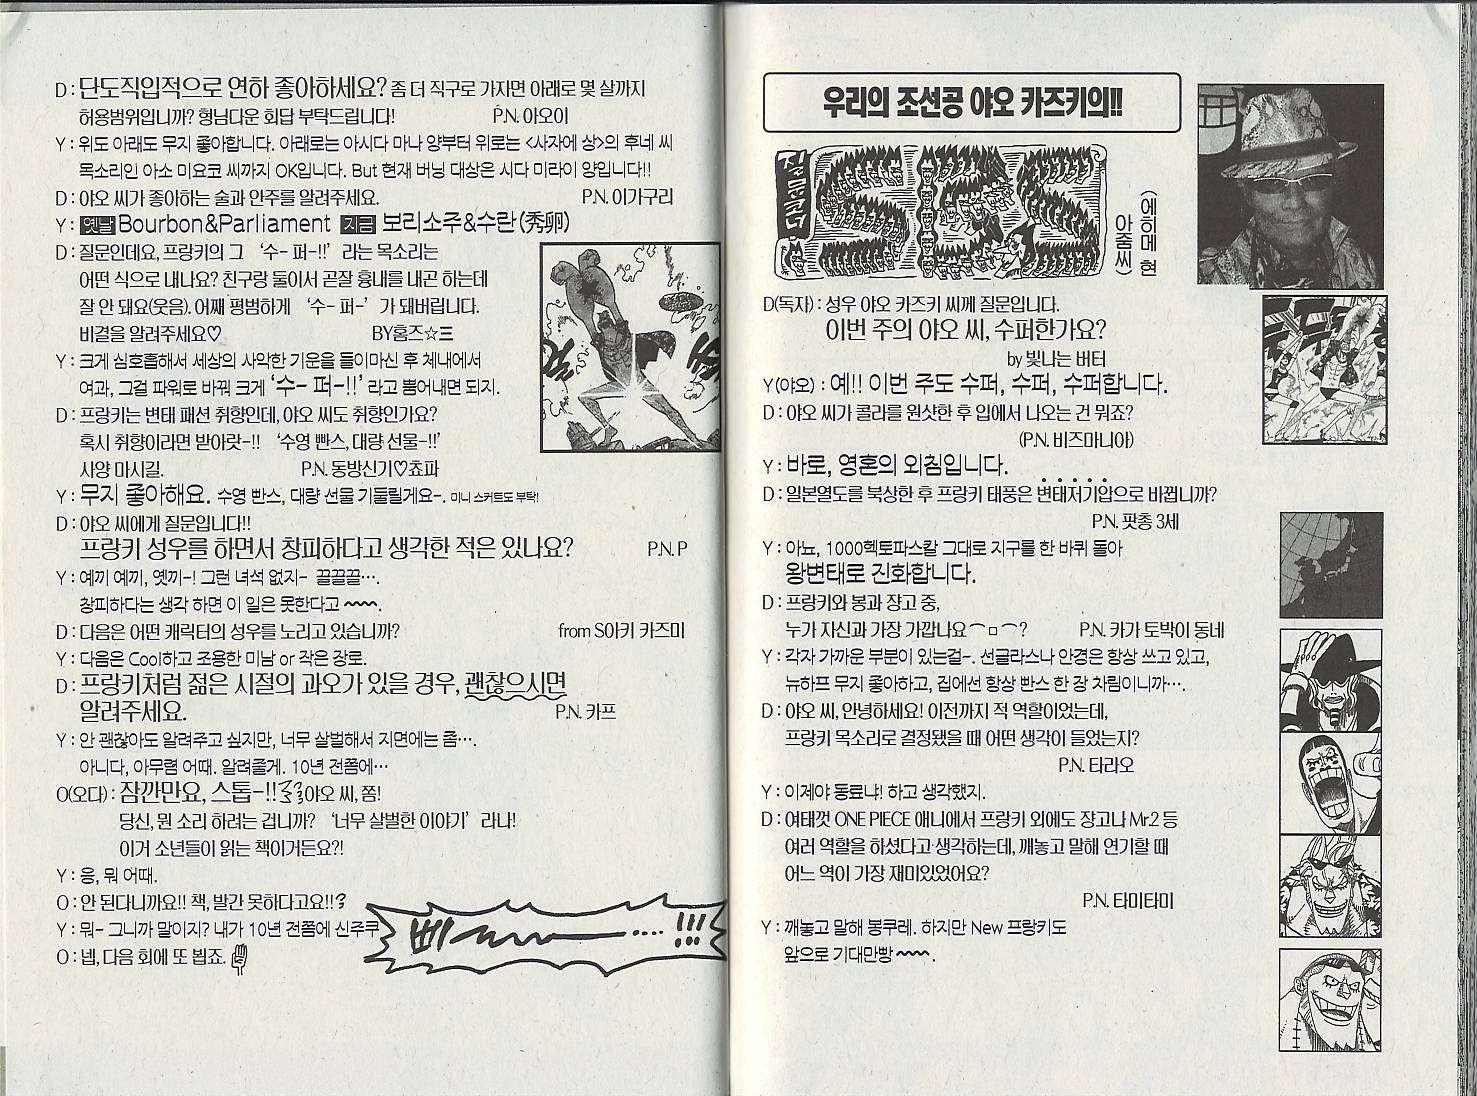 우리의 조선공 야오 카즈키의!!
질문코너
(에히메 현
아줌씨)
D(독자) : 성우 야오 카즈키 씨께 질문입니다.
이번 주의 야오 씨, 수퍼한가요?
by 빛나는 버터
Y(야오) : 예!! 이번 주도 수퍼, 수퍼, 수퍼합니다.
D : 야오 씨가 콜라를 원샷한 후 입에서 나오는 건 뭐죠?
(P.N. 비즈마니아)
Y : 바로, 영혼의 외침입니다.
D : 일본열도를 북상한 후 프랑키 태풍은 변태저기압으로 바뀝니까?
P.N. 팟총 3세
Y : 아뇨, 1000헥토파스칼 그대로 지구를 한 바퀴 돌아
왕변태로 진화합니다.
D : 프랑키와 봉과 장고 중,
누가 자신과 가장 가깝나요⌒ㅁ⌒? P.N. 카가 토박이 동네
Y : 각자 가까운 부분이 있는걸~. 선글라스나 안경은 항상 쓰고 있고,
뉴하프 무지 좋아하고, 집에선 항상 빤스 한 장 차림이니까….
D : 야오 씨, 안녕하세요! 이전까지 적 역할이었는데,
프랑키 목소리로 결정됐을 때 어떤 생각이 들었는지?
P.N. 타라오
Y : 이제야 동료냐! 하고 생각했지.
D : 여태껏 ONE PIECE 애니에서 프랑키 외에도 장고나 Mr.2 등
여러 역할을 하셨다고 생각하는데, 깨놓고 말해 연기할 때
어느 역이 가장 재미있었어요?
P.N. 타미타미
Y : 깨놓고 말해 봉쿠레. 하지만 New 프랑키도
앞으로 기대만빵~~.
D : 단도직입적으로 연하 좋아하세요? 좀 더 직구로 가자면 아래로 몇 살까지
허용범위입니까? 형님다운 회답 부탁드립니다! P.N. 아오이
Y : 위도 아래도 무지 좋아합니다. 아래로는 아시다 마나 양부터 위로는 <사자에 상>의 후네 씨
목소리인 아소 미요코 씨까지 OK입니다. But 현재 버닝 대상은 시다 미라이 양입니다!!
D : 야오 씨가 좋아하는 술과 안주를 알려주세요. P.N. 이가구리
Y : 옛날 Bourbon&Parliament 지금 보리소주&수란(秀卵)
D : 질문인데요, 프랑키의 그 ‘수- 퍼-!!’ 라는 목소리는
어떤 식으로 내나요? 친구랑 둘이서 곧잘 흉내를 내곤 하는데
잘 안 돼요(웃음). 어째 평범하게 ‘수- 퍼-’ 가 돼버립니다.
비결을 알려주세요♡ BY홈즈☆三
Y : 크게 심호흡해서 세상의 사악한 기운을 들이마신 후 체내에서
여과, 그걸 파워로 바꿔 크게 ‘수- 퍼-!!’ 라고 뿜어내면 되지.
D : 프랑키는 변태 패션 취향인데, 야오 씨도 취향인가요?
혹시 취향이라면 받아랏-!! ‘수영 빤스, 대량 선물-!!’
사양 마시길. P.N. 동방신기♡쵸파
Y : 무지 좋아해요. 수영 빤스, 대량 선물 기둘릴게요~. 미니 스커트도 부탁!
D : 야오 씨에게 질문입니다!!
프랑키 성우를 하면서 창피하다고 생각한 적은 있나요? P.N. P
Y : 예끼 예끼, 옛끼-! 그런 녀석 없지- 끌끌끌….
창피하다는 생각 하면 이 일은 못한다고~~.
D : 다음은 어떤 캐릭터의 성우를 노리고 있습니까? from S아키 카즈미
Y : 다음은 Cool하고 조용한 미남 or 작은 장로.
D : 프랑키처럼 젊은 시절의 과오가 있을 경우, 괜찮으시면
알려주세요. P.N. 카프
Y : 안 괜찮아도 알려주고 싶지만, 너무 살벌해서 지면에는 좀….
아니다, 아무렴 어때. 알려줄게. 10년 전쯤에…
O(오다) : 잠깐만요, 스톱-!! 야오 씨, 쫌!
당신, 뭔 소리 하려는 겁니까? ‘너무 살벌한 이야기’ 라니!
이거 소년들이 읽는 책이거든요?!
Y : 응, 뭐 어때.
O : 안 된다니까요!! 책, 발간 못하다고요!!?
Y : 뭐~ 그니까 말이지? 내가 10년 전쯤에 신주쿠
삐———....!!!
O : 넵, 다음 회에 또 뵙죠.